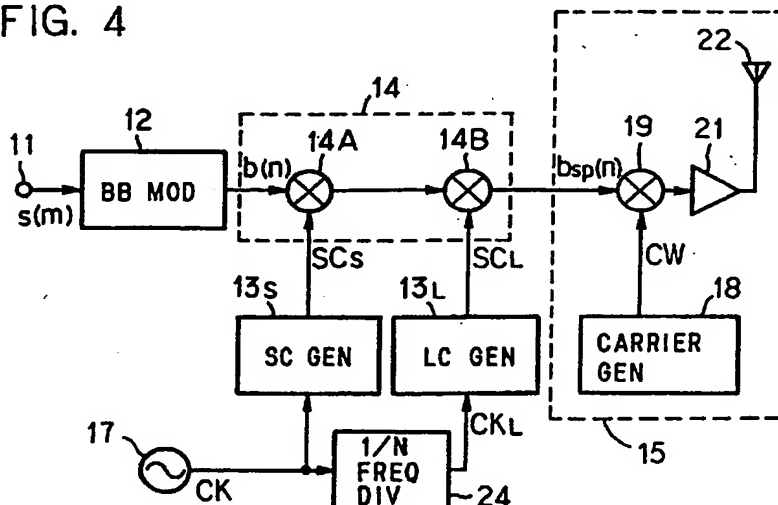 FIG. 4
22
14
12
11
14A
14B
19
21
BB MOD
b(n)
bsp(n)
s(m)
SCS
SCL
CW
13S
13L
18
SC GEN
LC GEN
CARRIER
GEN
17
CK
1/N
FREQ
DIV
CKL
15
24